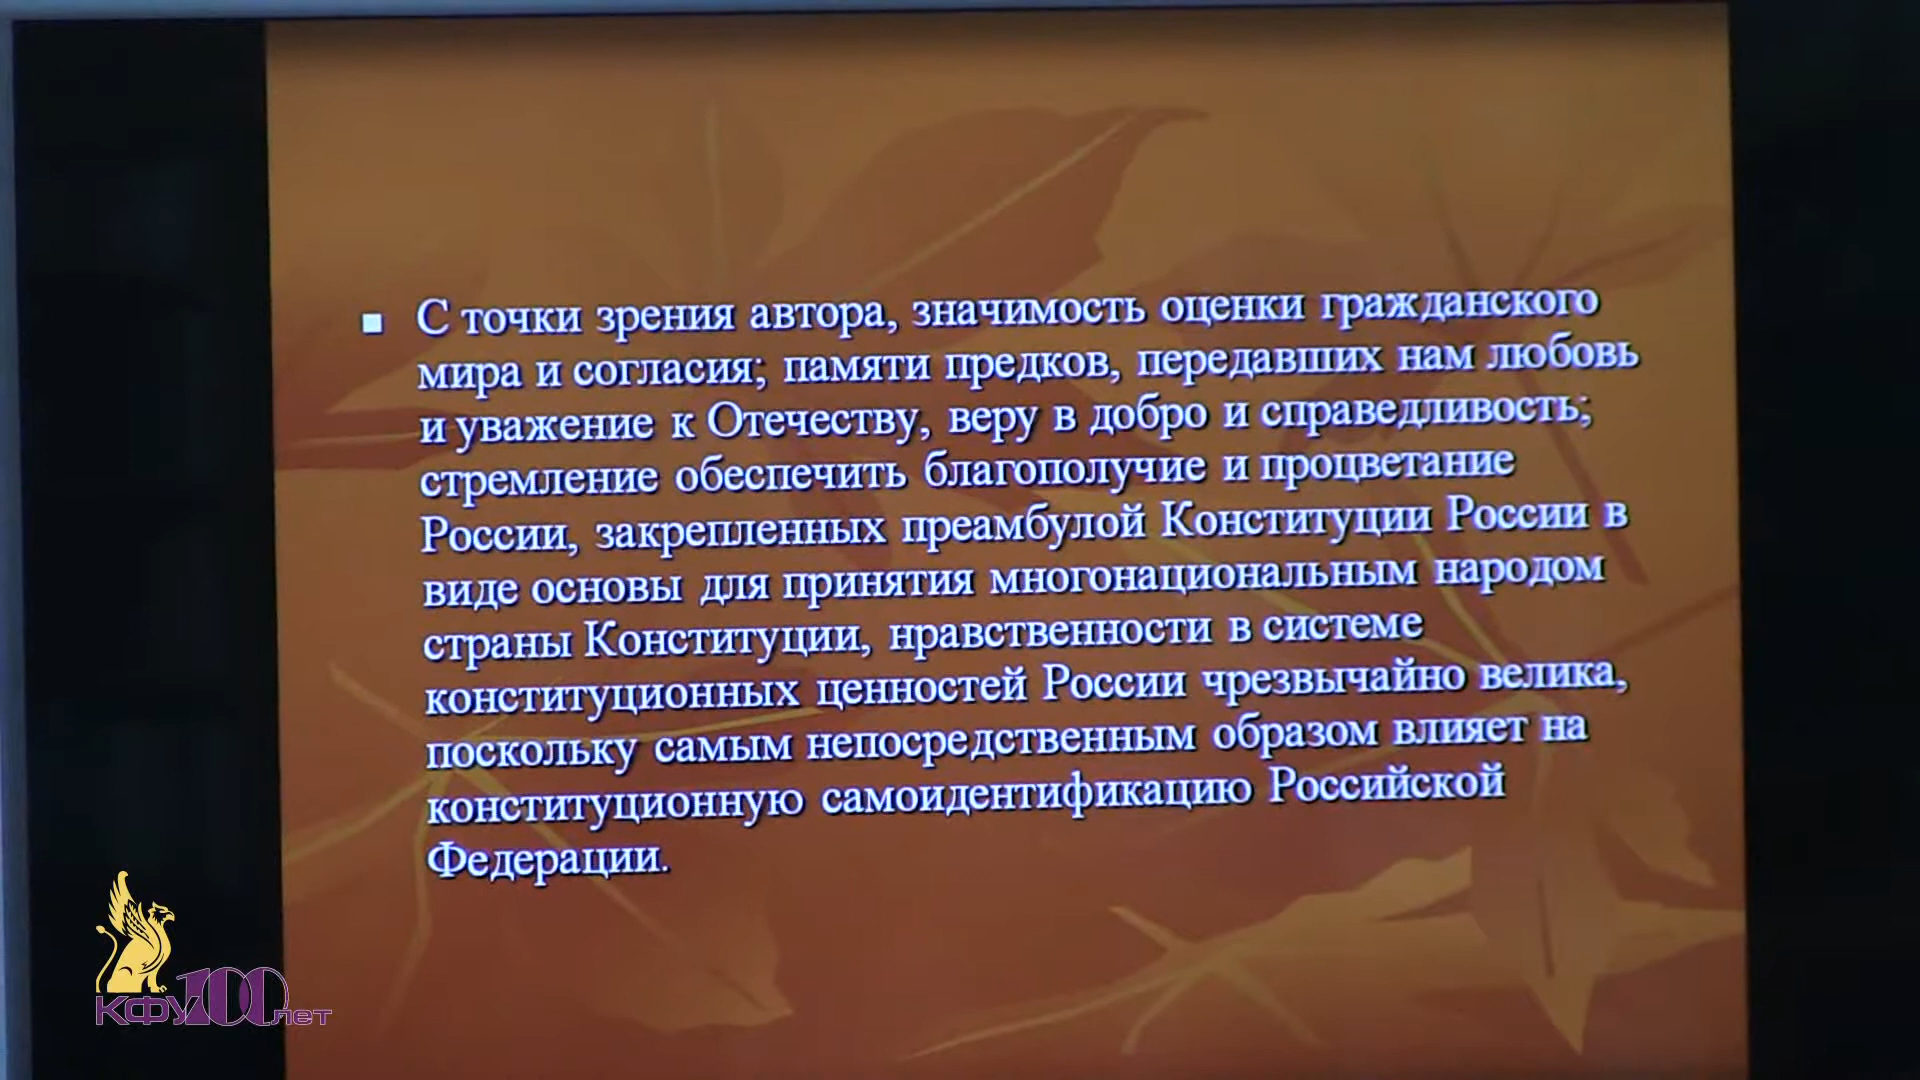 С точки зрения автора, значимость оценки гражданского
мира и согласия; памяти предков, передавших нам любовь
и уважение к Отечеству, веру в добро и справедливость;
стремление обеспечить благополучие и процветание
России, закрепленных преамбулой Конституции России в
виде основы для принятия многонациональным народом
страны Конституции, нравственности в системе
конституционных ценностей России чрезвычайно велика,
поскольку самым непосредственным образом влияет на
конституционную самоидентификацию Российской
Федерации.
КФУ 100 лет